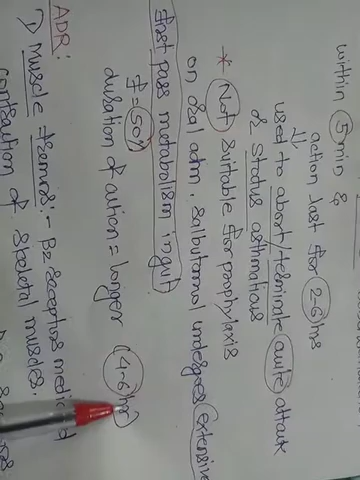 within 5 min &
action last for 2-6 hrs
used to abort/terminate acute attack
of status asthmaticus
* Not suitable for prophylaxis
on oral adm. salbutamol undergoes extensive
first pass metabolism in gut
F = 50%
duration of action = longer (4-6 hr)
ADR:
1) Muscle tremors:- B2 receptors mediated
contraction of skeletal muscles.